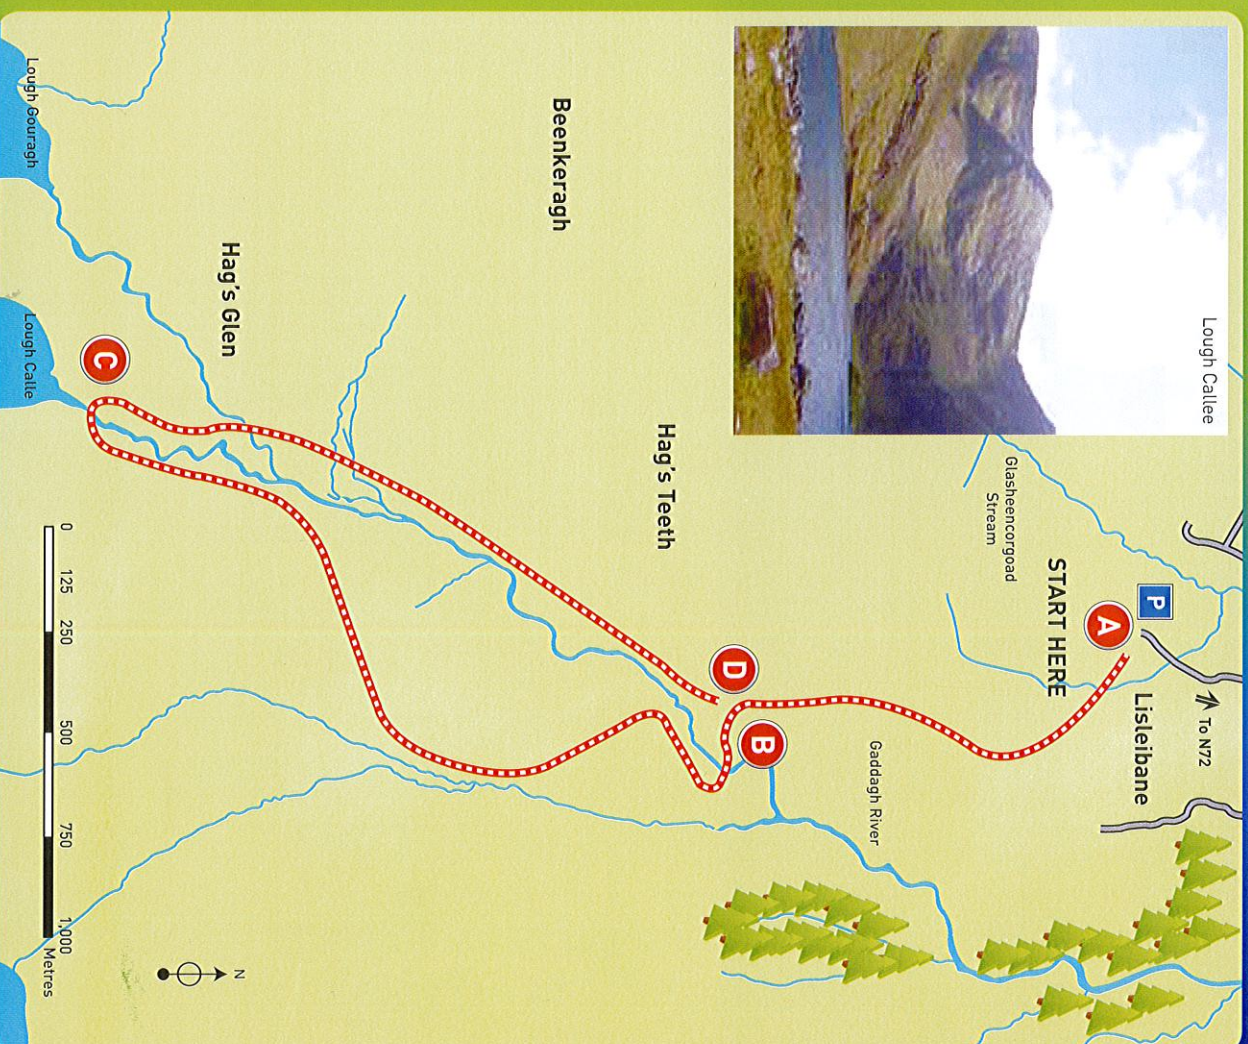 Lough Callee
To N72
Lisleibane
P
A
START HERE
Glasheencorgoad
Stream
Gaddagh River
B
D
Hag's Teeth
Beenkeragh
Hag's Glen
C
Lough Gouragh
Lough Calle
N
0 125 250 500 750 1,000 Metres